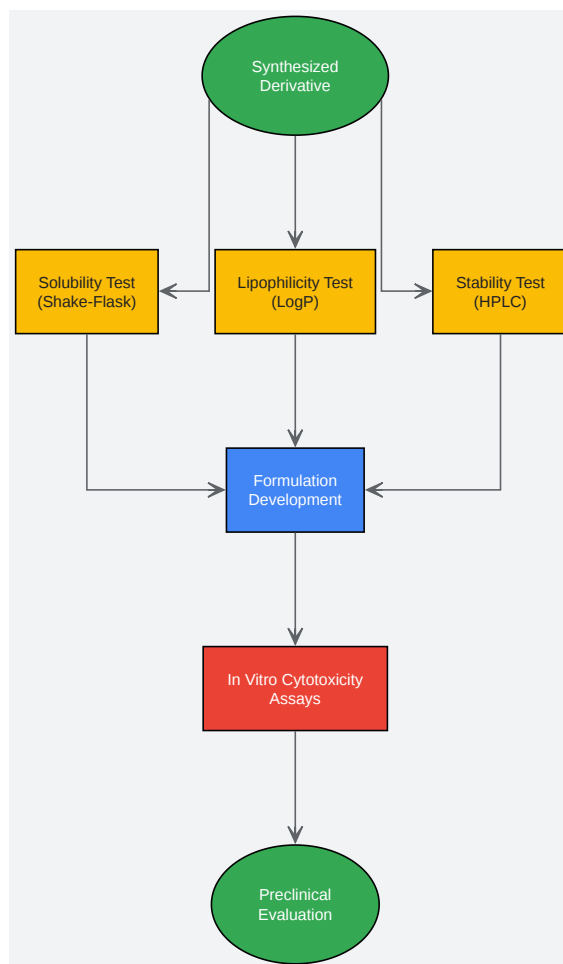 Synthesized
Derivative
Solubility Test
(Shake-Flask)
Lipophilicity Test
(LogP)
Stability Test
(HPLC)
Formulation
Development
In Vitro Cytotoxicity
Assays
Preclinical
Evaluation